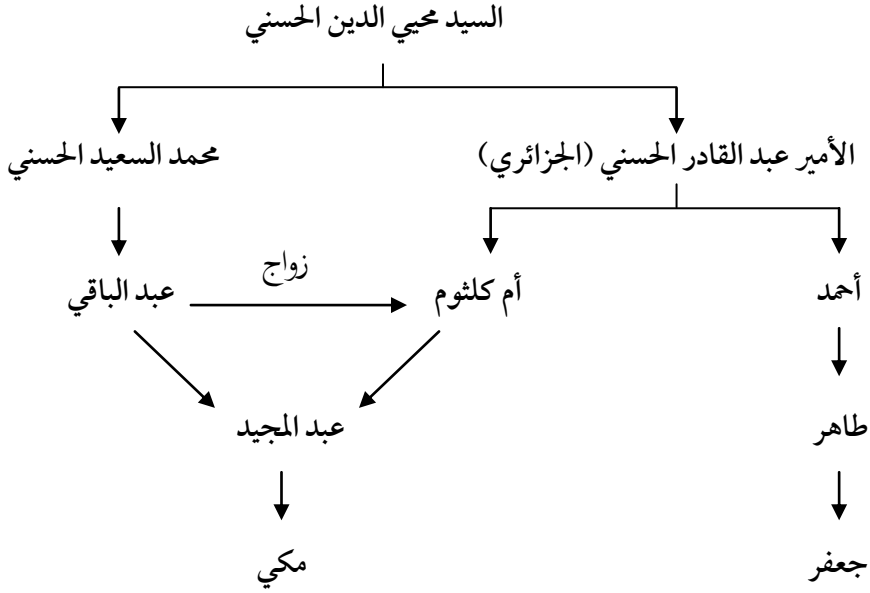 السيد محيي الدين الحسني
الأمير عبد القادر الحسني (الجزائري)
محمد السعيد الحسني
أحمد
أم كلثوم
زواج
عبد الباقي
طاهر
عبد المجيد
جعفر
مكي